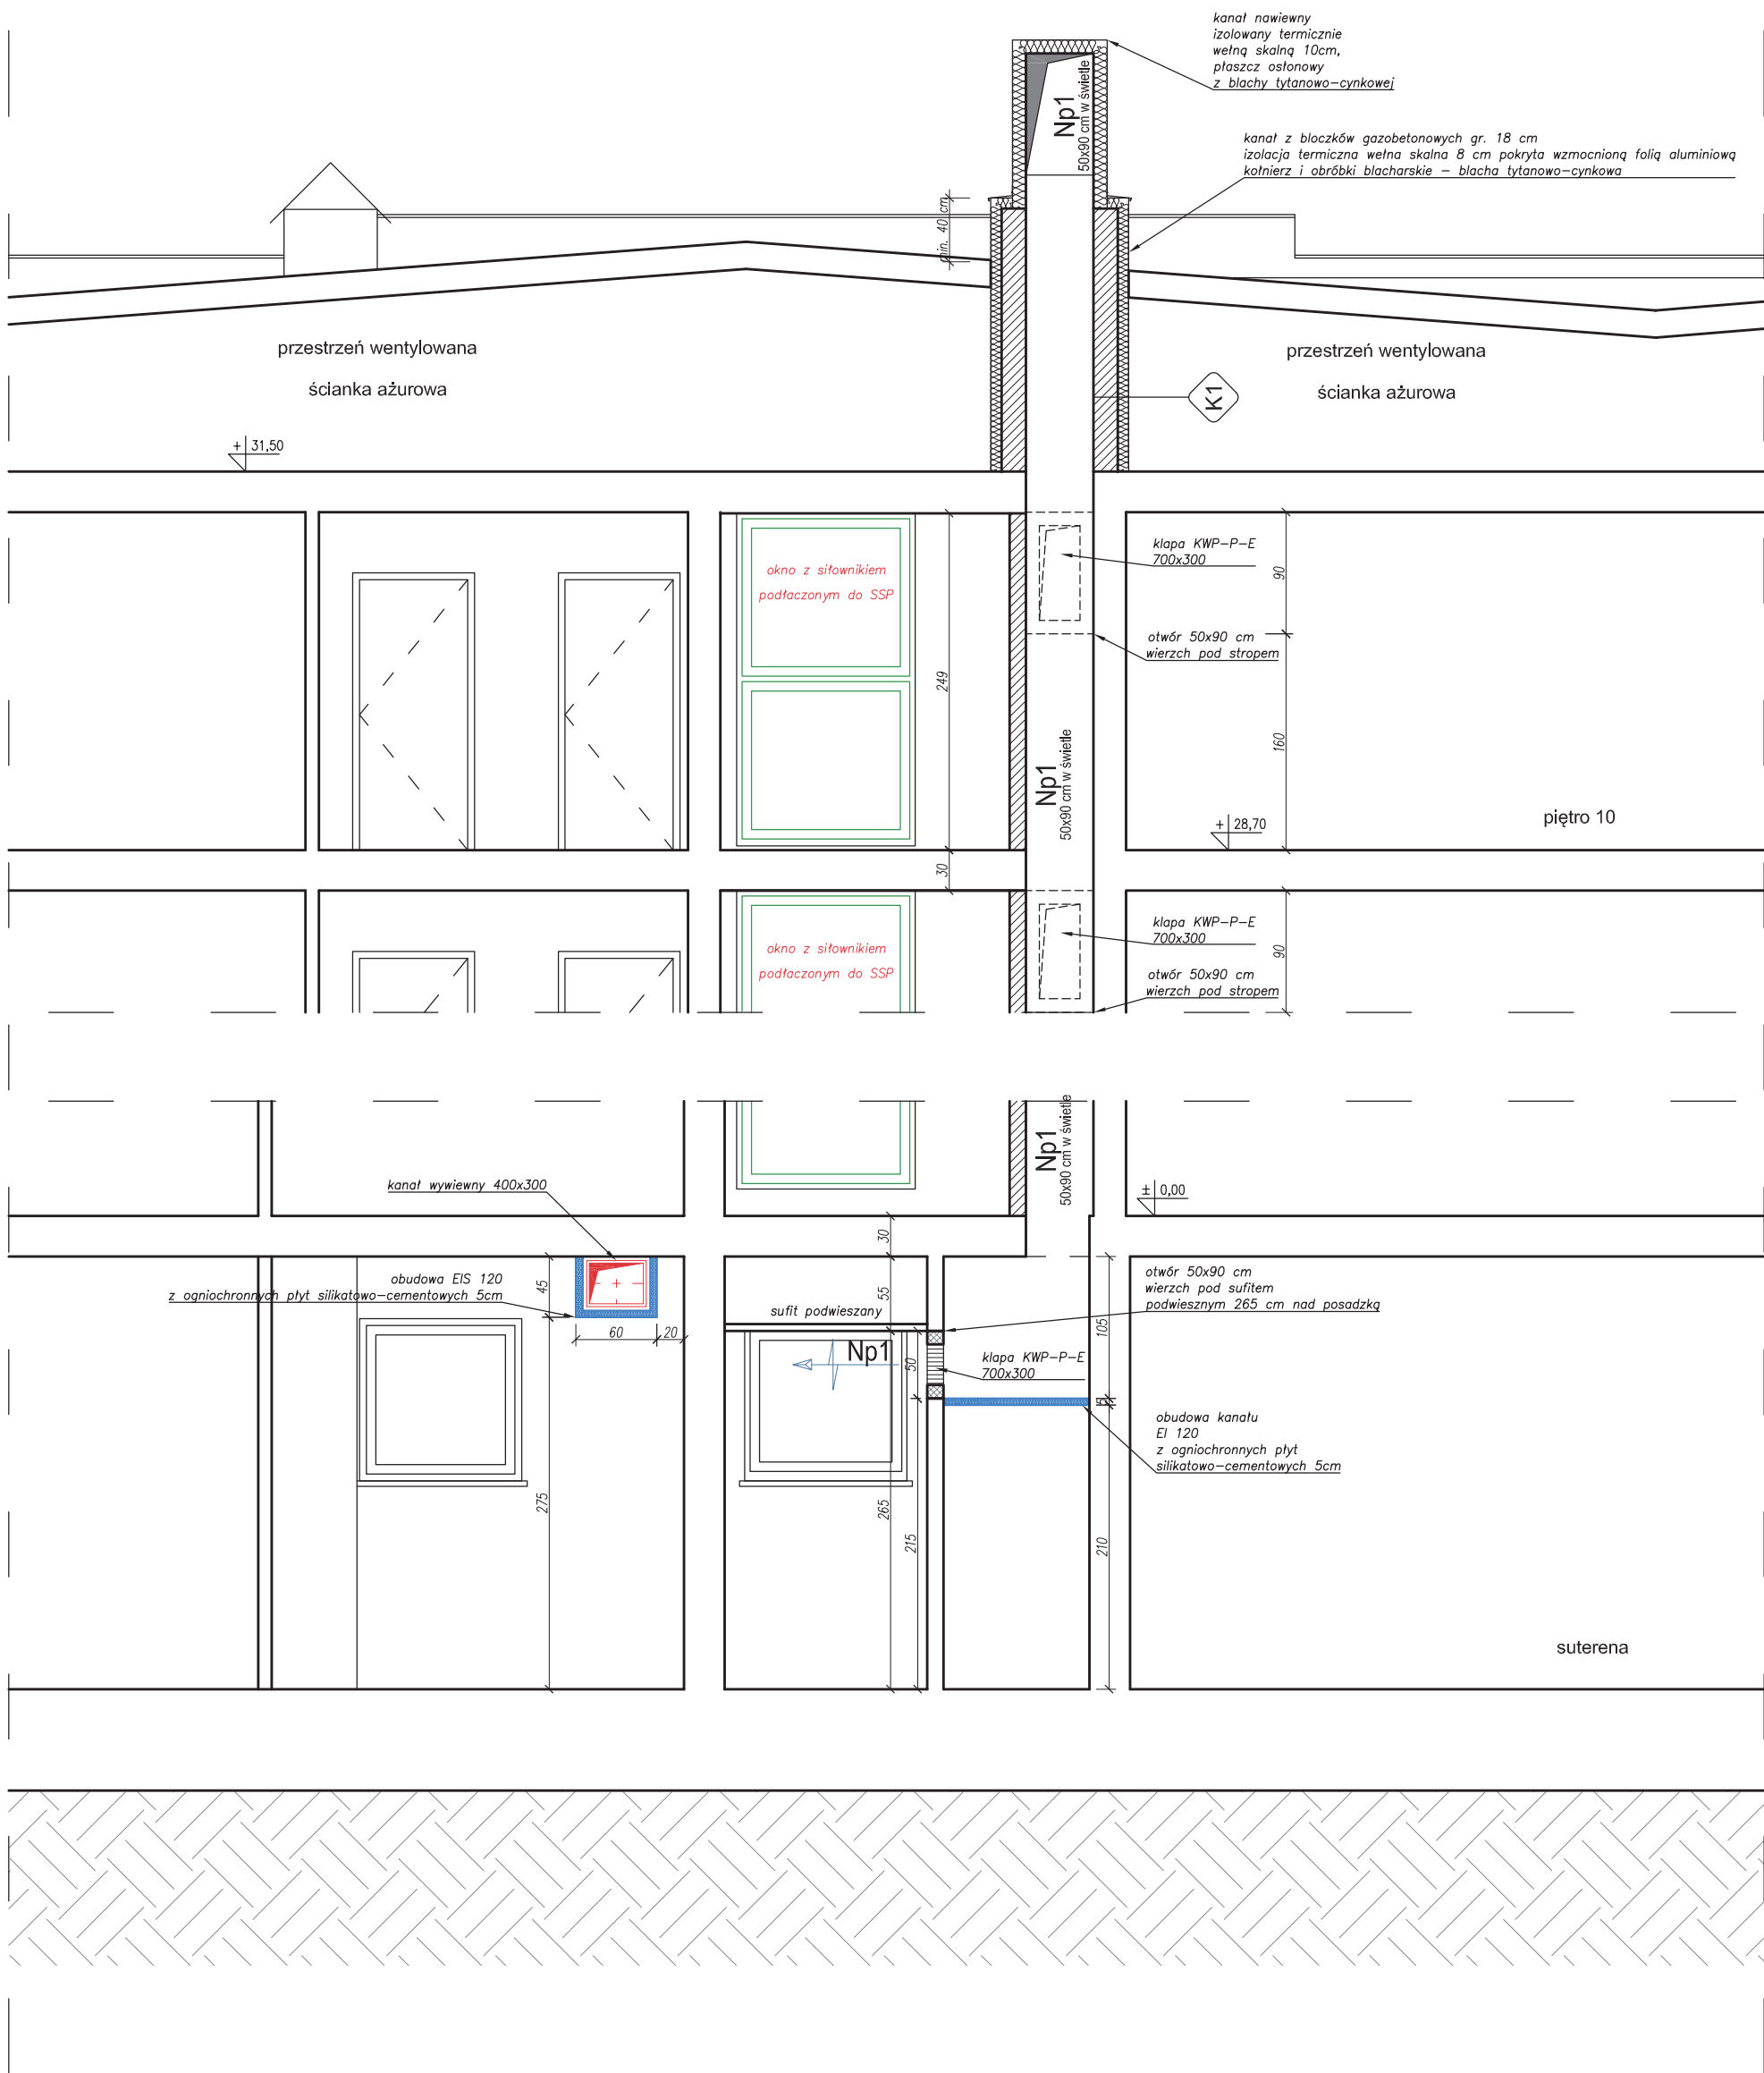 kanał nawiewny
izolowany termicznie
wełną skalną 10cm,
płaszcz osłonowy
z blachy tytanowo-cynkowej
Np1
50x90 cm w świetle
kanał z bloczków gazobetonowych gr. 18 cm
izolacja termiczna wełna skalna 8 cm pokryta wzmocnioną folią aluminiową
kołnierz i obróbki blacharskie - blacha tytanowo-cynkowa
min. 40 cm
przestrzeń wentylowana
ścianka ażurowa
przestrzeń wentylowana
ścianka ażurowa
K1
+ 31,50
okno z siłownikiem
podłaczonym do SSP
249
klapa KWP-P-E
700x300
90
otwór 50x90 cm
wierzch pod stropem
160
Np1
50x90 cm w świetle
+ 28,70
piętro 10
30
okno z siłownikiem
podłaczonym do SSP
klapa KWP-P-E
700x300
90
otwór 50x90 cm
wierzch pod stropem
Np1
50x90 cm w świetle
kanał wywiewny 400x300
± 0,00
30
obudowa EIS 120
z ogniochronnych płyt silikatowo-cementowych 5cm
45
60
20
55
sufit podwieszany
otwór 50x90 cm
wierzch pod sufitem
podwiesznym 265 cm nad posadzką
105
Np1
50
klapa KWP-P-E
700x300
5
obudowa kanału
EI 120
z ogniochronnych płyt
silikatowo-cementowych 5cm
275
265
215
210
suterena